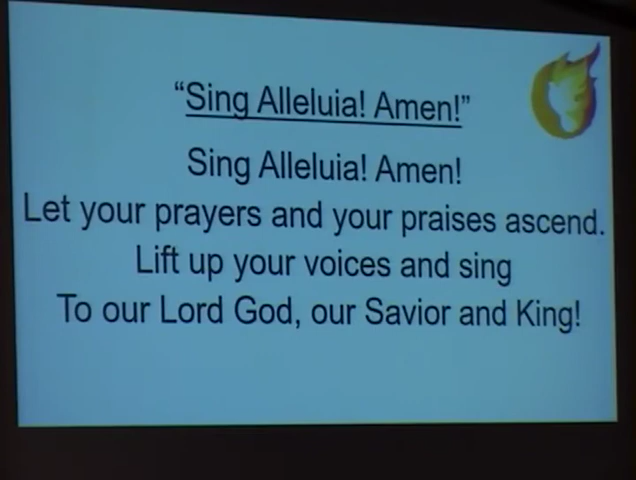 “Sing Alleluia! Amen!”
Sing Alleluia! Amen!
Let your prayers and your praises ascend.
Lift up your voices and sing
To our Lord God, our Savior and King!